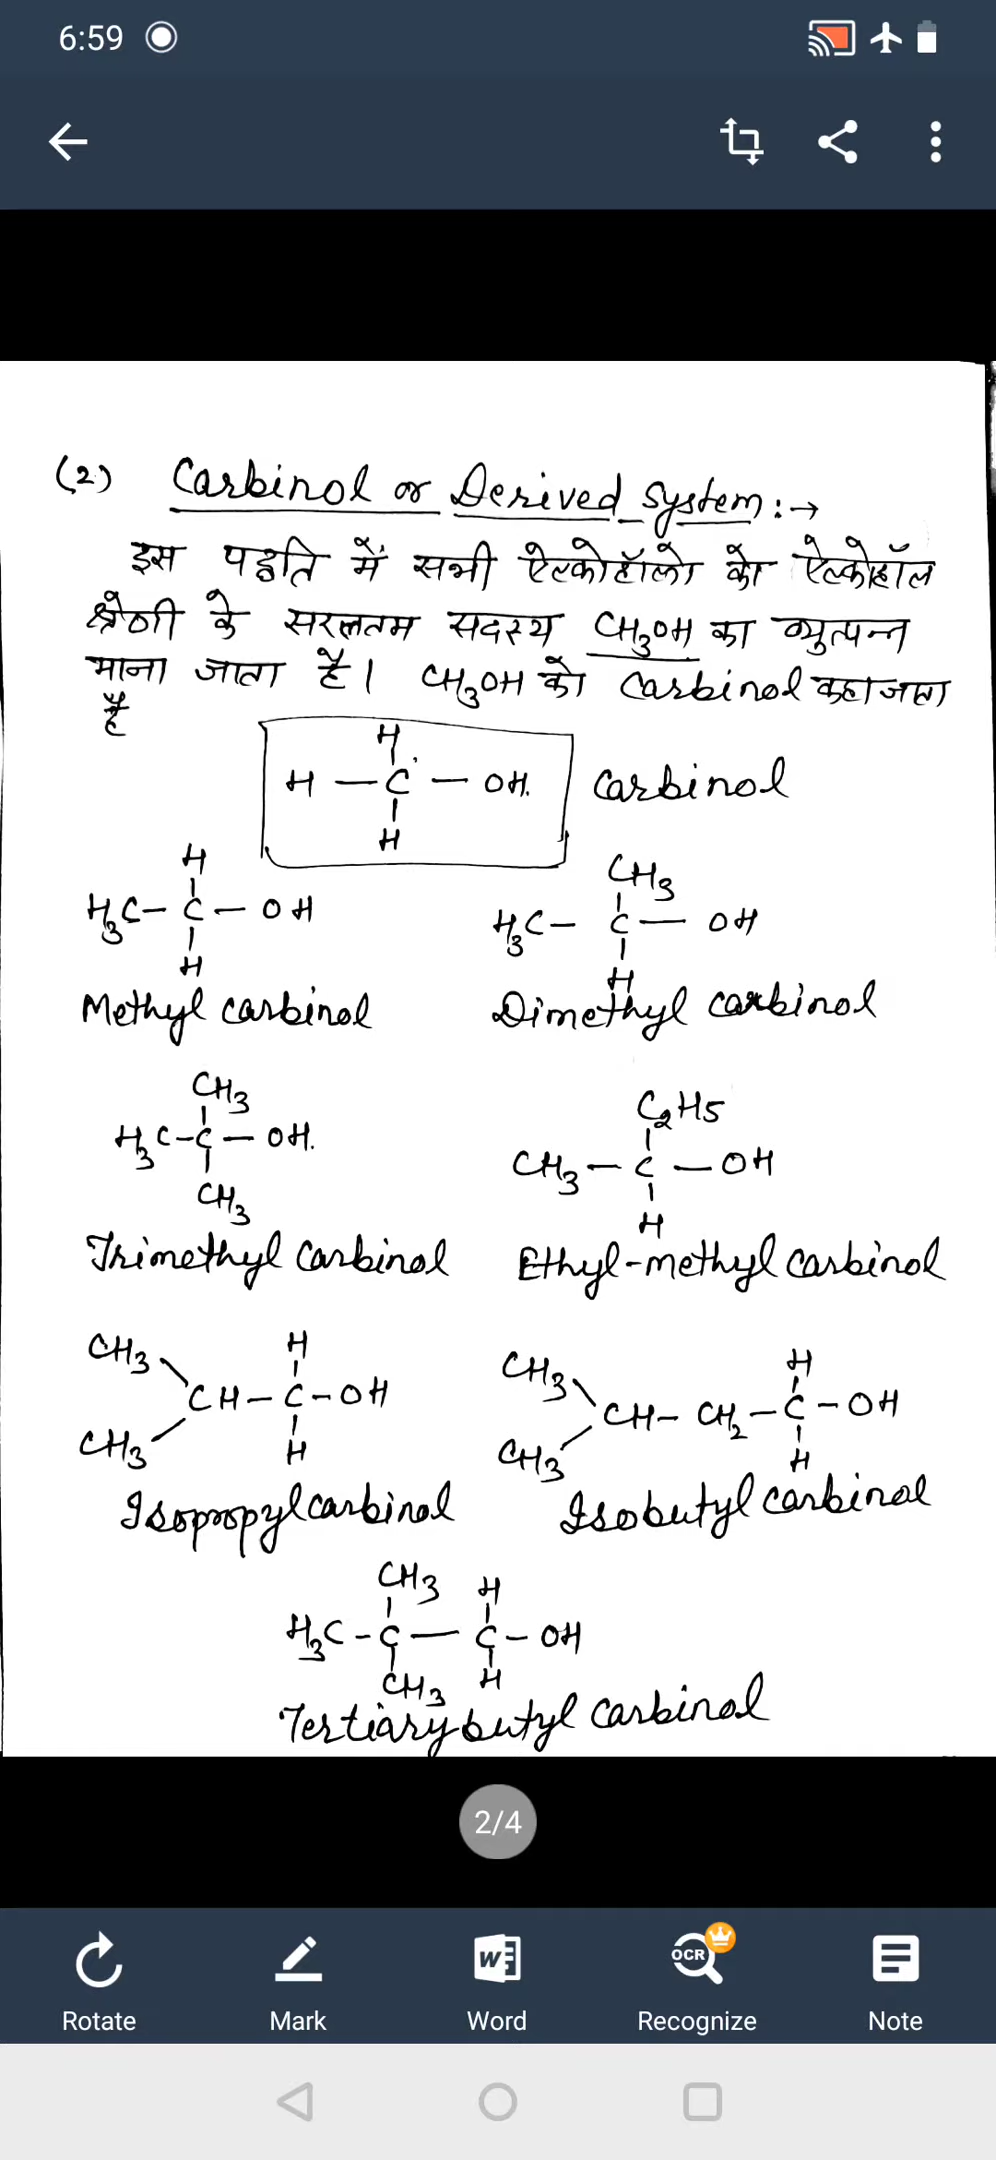 6:59
(2) Carbinol or Derived system :→
इस पद्धति में सभी ऐल्कोहॉलो को ऐल्कोहॉल
श्रेणी के सरलतम सदस्य CH3OH का व्युत्पन्न
माना जाता है। CH3OH को Carbinol कहा जाता
है
H
H — C — OH. Carbinol
H
H CH3
H3C — C — OH H3C — C — OH
H H
Methyl carbinol Dimethyl carbinol
CH3 C2H5
H3C — C — OH. CH3 — C — OH
CH3 H
Trimethyl Carbinol Ethyl-methyl carbinol
CH3 H CH3 H
CH — C — OH CH — CH2 — C — OH
CH3 H CH3 H
Isopropyl carbinol Isobutyl carbinol
CH3 H
H3C — C — C — OH
CH3 H
Tertiary butyl carbinol
2/4
W
OCR
Rotate Mark Word Recognize Note